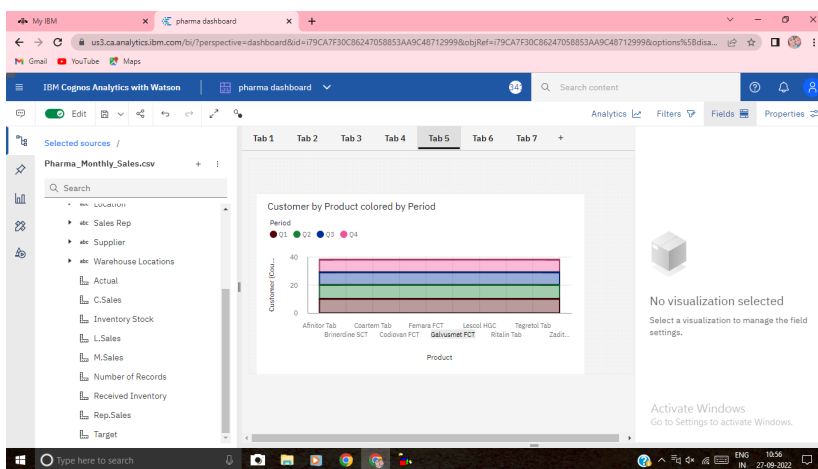 My IBM
pharma dashboard
us3.ca.analytics.ibm.com/bi/?perspective=dashboard&id=i79CA7F30C86247058853AA9C48712999&objRef=i79CA7F30C86247058853AA9C48712999&options%5Bdisa...
Gmail YouTube Maps
IBM Cognos Analytics with Watson pharma dashboard Search content
Edit Analytics Filters Fields Properties
Selected sources / Tab 1 Tab 2 Tab 3 Tab 4 Tab 5 Tab 6 Tab 7 +
Pharma_Monthly_Sales.csv
Search
abc Location
abc Sales Rep
abc Supplier
abc Warehouse Locations
Actual
C.Sales
Inventory Stock
L.Sales
M.Sales
Number of Records
Received Inventory
Rep.Sales
Target
Customer by Product colored by Period
Period
Q1 Q2 Q3 Q4
Customer (Cou...
40
20
0
Afinitor Tab Coartem Tab Femara FCT Lescol HGC Tegretol Tab
Brinerdine SCT Codiovan FCT Galvusmet FCT Ritalin Tab Zadit...
Product
No visualization selected
Select a visualization to manage the field
settings.
Activate Windows
Go to Settings to activate Windows.
Type here to search
ENG
IN
10:56
27-09-2022